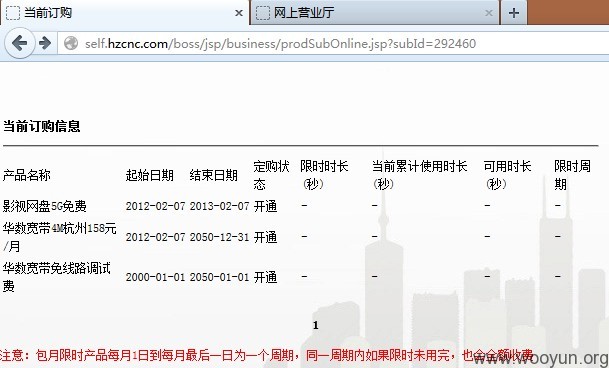 当前订购
网上营业厅
self.hzcnc.com/boss/jsp/business/prodSubOnline.jsp?subId=292460
当前订购信息
产品名称 起始日期 结束日期 定购状态 限时时长(秒) 当前累计使用时长(秒) 可用时长(秒) 限时周期
影视网盘5G免费 2012-02-07 2013-02-07 开通 - - - -
华数宽带4M杭州158元/月 2012-02-07 2050-12-31 开通 - - - -
华数宽带免线路调试费 2000-01-01 2050-01-01 开通 - - - -
1
注意：包月限时产品每月1日到每月最后一日为一个周期，同一周期内如果限时未用完，也会全额收费
www.wooyun.org